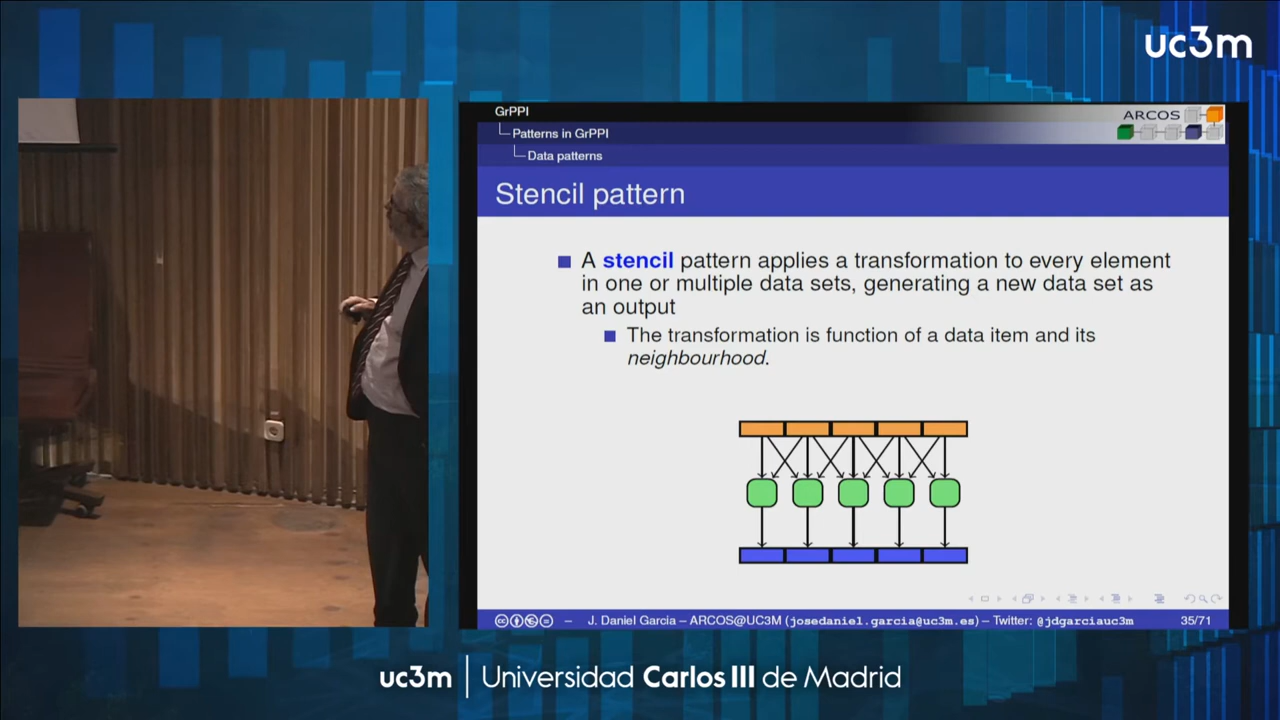 uc3m
GrPPI
Patterns in GrPPI
Data patterns
ARCOS
Stencil pattern
A stencil pattern applies a transformation to every element
in one or multiple data sets, generating a new data set as
an output
The transformation is function of a data item and its
neighbourhood.
J. Daniel Garcia – ARCOS@UC3M (josedaniel.garcia@uc3m.es) – Twitter: @jdgarciauc3m 35/71
uc3m | Universidad Carlos III de Madrid